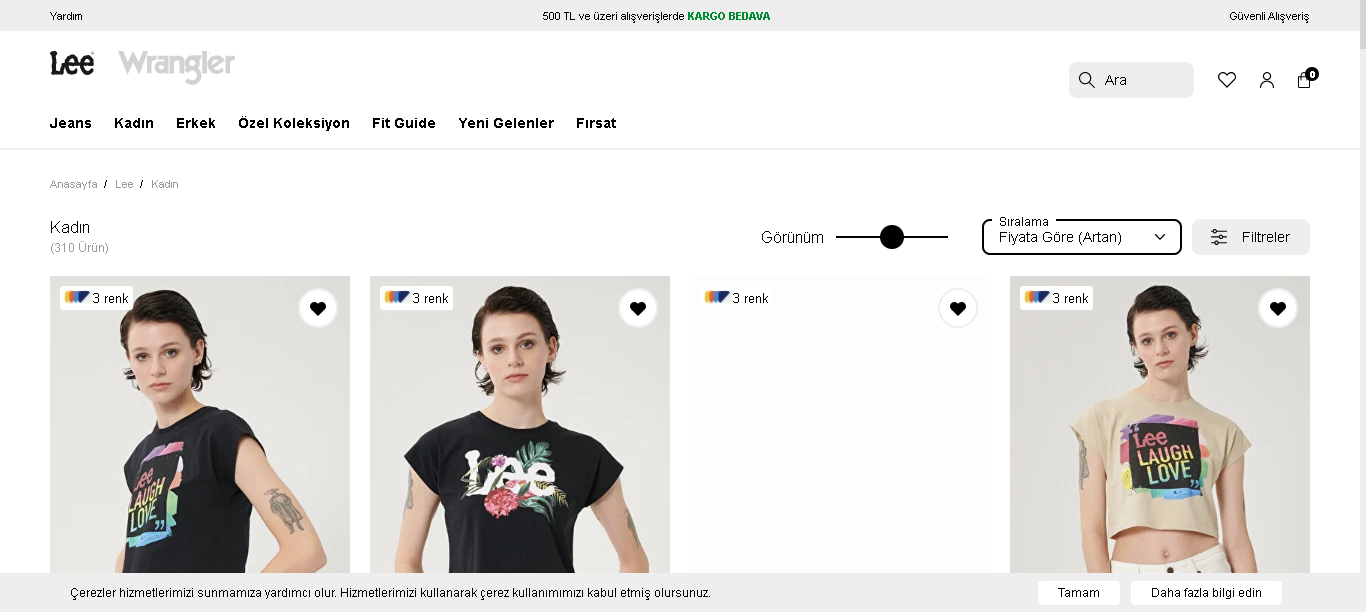 Yardım
500 TL ve üzeri alışverişlerde KARGO BEDAVA
Güvenli Alışveriş
Lee
Wrangler
Ara
0
Jeans Kadın Erkek Özel Koleksiyon Fit Guide Yeni Gelenler Fırsat
Anasayfa / Lee / Kadın
Kadın
(310 Ürün)
Görünüm
Sıralama
Fiyata Göre (Artan)
Filtreler
3 renk
3 renk
3 renk
3 renk
Lee
LAUGH
LOVE
Lee
Lee
LAUGH
LOVE
Çerezler hizmetlerimizi sunmamıza yardımcı olur. Hizmetlerimizi kullanarak çerez kullanımımızı kabul etmiş olursunuz.
Tamam
Daha fazla bilgi edin